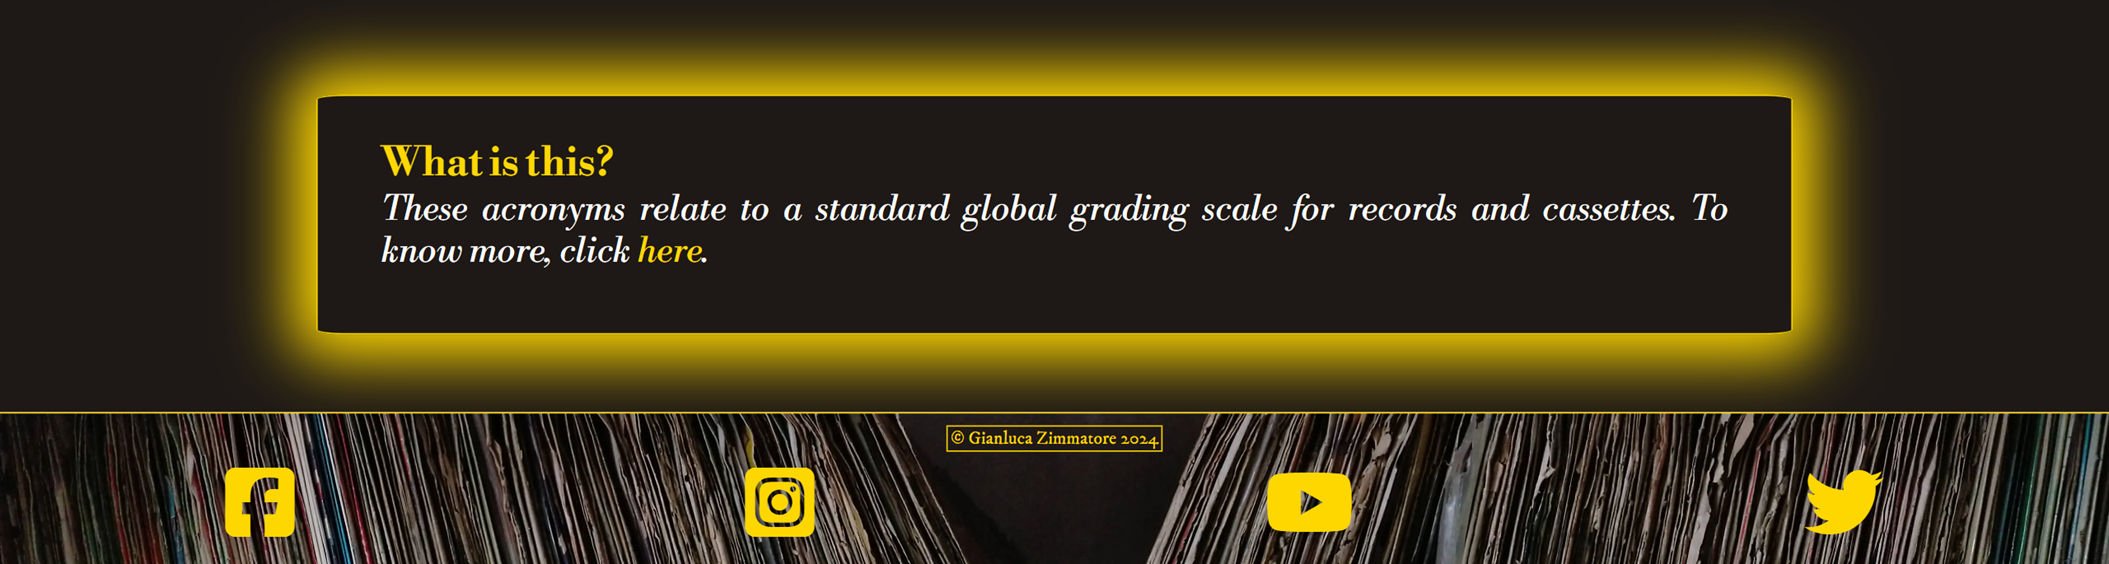 What is this?
These acronyms relate to a standard global grading scale for records and cassettes. To
know more, click here.
© Gianluca Zimmatore 2024